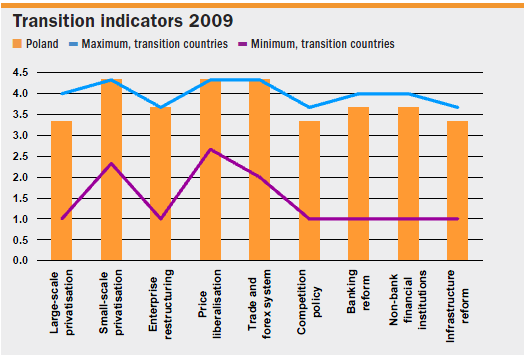 Transition indicators 2009
Poland Maximum, transition countries Minimum, transition countries
4.5
4.0
3.5
3.0
2.5
2.0
1.5
1.0
0.5
0.0
Large-scale
privatisation
Small-scale
privatisation
Enterprise
restructuring
Price
liberalisation
Trade and
forex system
Competition
policy
Banking
reform
Non-bank
financial
institutions
Infrastructure
reform